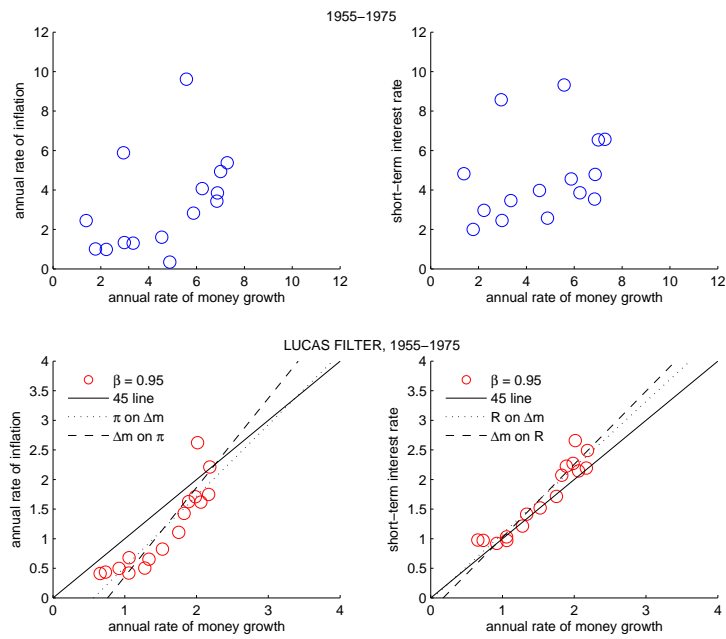 1955−1975
12
10
8
6
4
2
0
annual rate of inflation
0 2 4 6 8 10 12
annual rate of money growth
12
10
8
6
4
2
0
short−term interest rate
0 2 4 6 8 10 12
annual rate of money growth
LUCAS FILTER, 1955−1975
4
3.5
3
2.5
2
1.5
1
0.5
0
annual rate of inflation
β = 0.95
45 line
π on Δm
Δm on π
0 1 2 3 4
annual rate of money growth
4
3.5
3
2.5
2
1.5
1
0.5
0
short−term interest rate
β = 0.95
45 line
R on Δm
Δm on R
0 1 2 3 4
annual rate of money growth